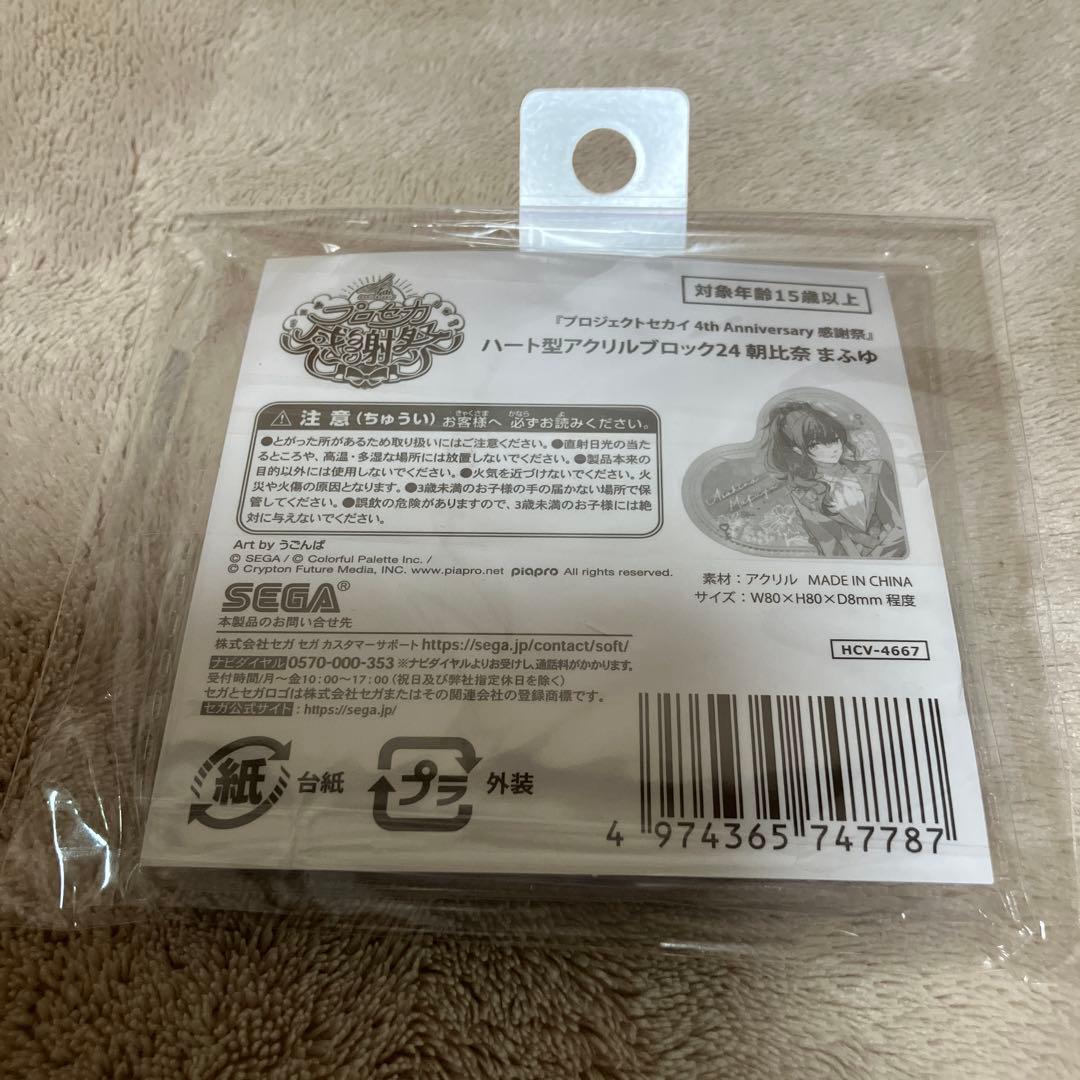 プロセカ
感謝祭
対象年齢15歳以上
『プロジェクトセカイ 4th Anniversary 感謝祭』
ハート型アクリルブロック24 朝比奈 まふゆ
⚠ 注意(ちゅうい) お客様へ 必ずお読みください。
きゃくさま かなら よ
●とがった所があるため取り扱いにはご注意ください。●直射日光の当た
るところや、高温・多湿な場所には放置しないでください。●製品本来の
目的以外には使用しないでください。●火気を近づけないでください。火
災や火傷の原因となります。●3歳未満のお子様の手の届かない場所で保
管してください。●誤飲の危険がありますので、3歳未満のお子様には絶
対に与えないでください。
Art by うごんば
© SEGA / © Colorful Palette Inc. /
© Crypton Future Media, INC. www.piapro.net piapro All rights reserved.
SEGA®
本製品のお問い合せ先
株式会社セガ セガ カスタマーサポート https://sega.jp/contact/soft/
ナビダイヤル 0570-000-353 ※ナビダイヤルよりお受けし、通話料がかかります。
受付時間/月〜金10:00〜17:00(祝日及び弊社指定休日を除く)
セガとセガロゴは株式会社セガまたはその関連会社の登録商標です。
セガ公式サイト:https://sega.jp/
Asahina
Mafuyu
素材:アクリル MADE IN CHINA
サイズ:W80×H80×D8mm 程度
HCV-4667
紙 台紙
プラ 外装
4 974365 747787